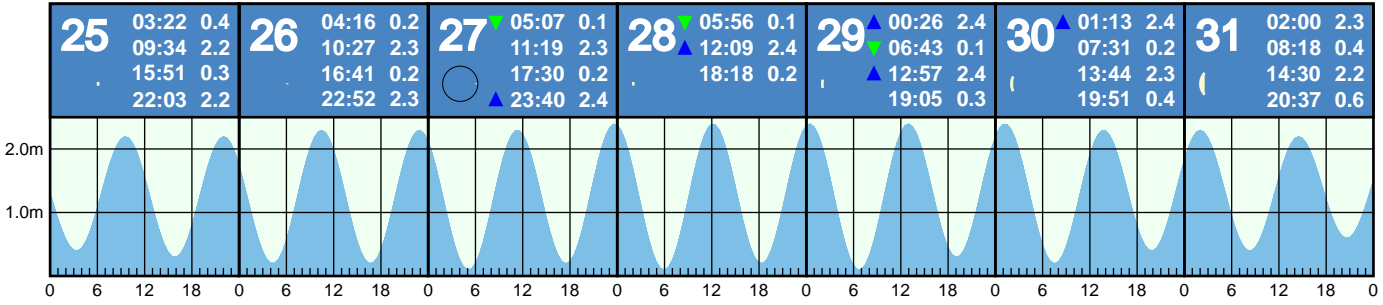 25
03:22 0.4
09:34 2.2
15:51 0.3
22:03 2.2
26
04:16 0.2
10:27 2.3
16:41 0.2
22:52 2.3
27
▼ 05:07 0.1
11:19 2.3
17:30 0.2
▲ 23:40 2.4
28
▼ 05:56 0.1
▲ 12:09 2.4
18:18 0.2
29
▲ 00:26 2.4
▼ 06:43 0.1
▲ 12:57 2.4
19:05 0.3
30
▲ 01:13 2.4
07:31 0.2
13:44 2.3
19:51 0.4
31
02:00 2.3
08:18 0.4
14:30 2.2
20:37 0.6
2.0m
1.0m
0 6 12 18 0 6 12 18 0 6 12 18 0 6 12 18 0 6 12 18 0 6 12 18 0 6 12 18 0